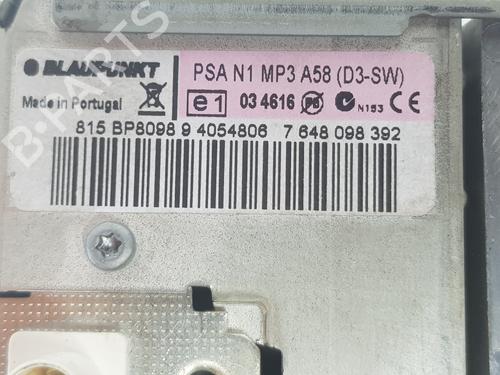 BLAUPUNKT
PSA N1 MP3 A58 (D3-SW)
Made in Portugal
e1 03 4616 PB N153 CE
815 BP8098 9 4054806 7 648 098 392
B-PARTS